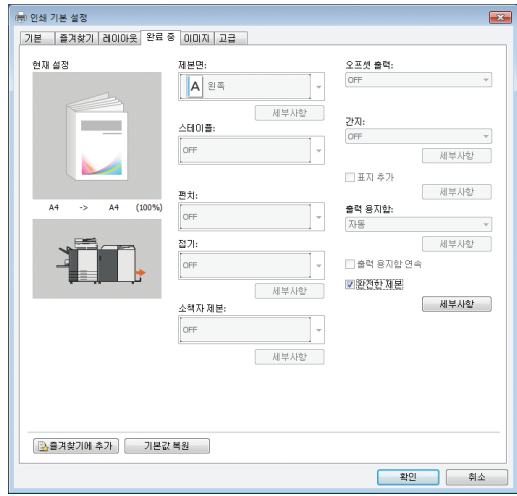 인쇄 기본 설정
기본 즐겨찾기 레이아웃 완료 중 이미지 고급
현재 설정
A4 -> A4 (100%)
제본면:
A 왼쪽
세부사항
스테이플:
OFF
펀치:
OFF
접기:
OFF
세부사항
소책자 제본:
OFF
세부사항
오프셋 출력:
OFF
간지:
OFF
세부사항
표지 추가
세부사항
출력 용지함:
자동
세부사항
출력 용지함 연속
완전한 제본
세부사항
즐겨찾기에 추가 기본값 복원
확인 취소